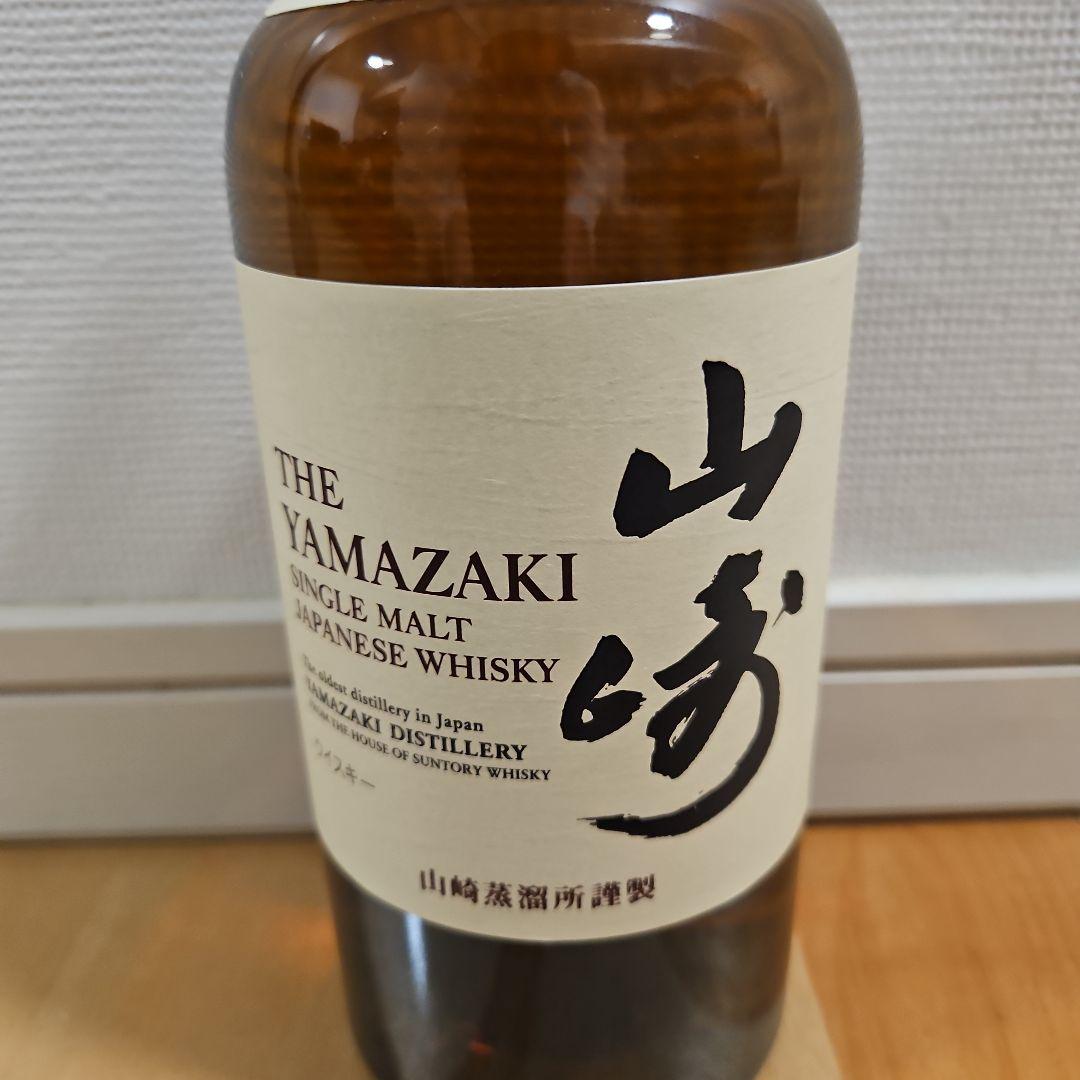 山崎
THE
YAMAZAKI
SINGLE MALT
JAPANESE WHISKY
The oldest distillery in Japan
YAMAZAKI DISTILLERY
FROM THE HOUSE OF SUNTORY WHISKY
ウイスキー
山崎蒸溜所謹製